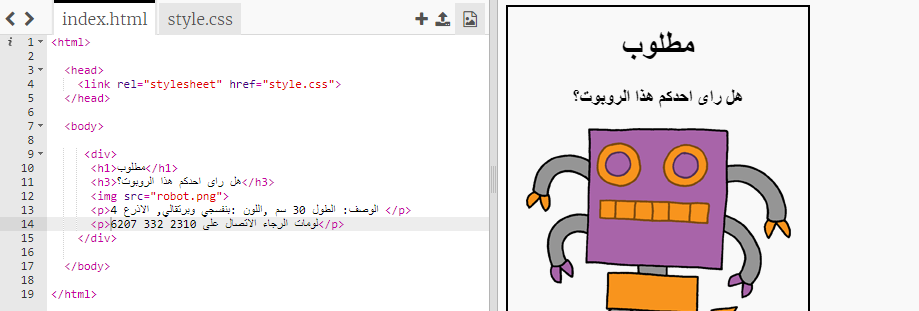 index.html
style.css
i
1 <html>
2
3 <head>
4 <link rel="stylesheet" href="style.css">
5 </head>
6
7 <body>
8
9 <div>
10 <h1>مطلوب</h1>
11 <h3>هل راى احدكم هذا الروبوت؟</h3>
12 <img src="robot.png">
13 <p>الوصف: الطول 30 سم ,اللون :بنفسجي وبرتقالي, الاذرع 4 </p>
14 <p>لومات الرجاء الاتصال على 2310 332 6207</p>
15 </div>
16
17 </body>
18
19 </html>
مطلوب
هل راى احدكم هذا الروبوت؟